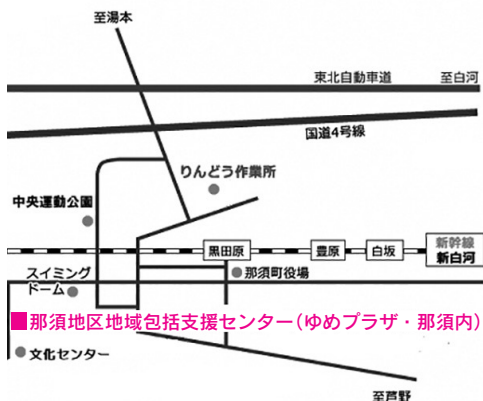 至湯本
東北自動車道
至白河
国道4号線
りんどう作業所
中央運動公園
黒田原
豊原
白坂
新幹線
新白河
スイミング
ドーム
那須町役場
■那須地区地域包括支援センター(ゆめプラザ・那須内)
文化センター
至芦野